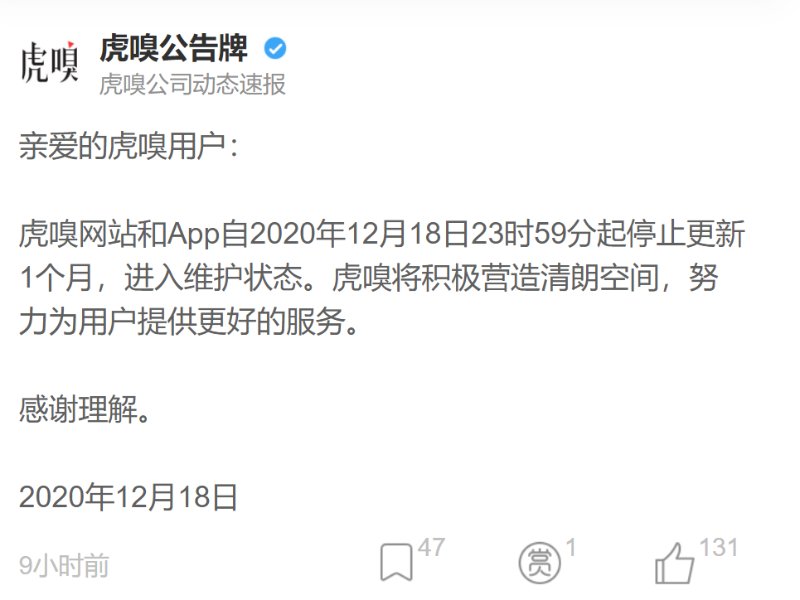 虎嗅
虎嗅公告牌
虎嗅公司动态速报
亲爱的虎嗅用户：
虎嗅网站和App自2020年12月18日23时59分起停止更新
1个月，进入维护状态。虎嗅将积极营造清朗空间，努
力为用户提供更好的服务。
感谢理解。
2020年12月18日
9小时前
47
赏
1
131